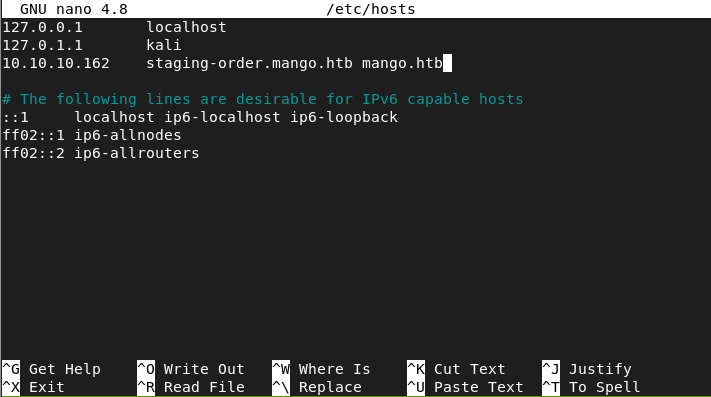 GNU nano 4.8 /etc/hosts
127.0.0.1 localhost
127.0.1.1 kali
10.10.10.162 staging-order.mango.htb mango.htb
# The following lines are desirable for IPv6 capable hosts
::1 localhost ip6-localhost ip6-loopback
ff02::1 ip6-allnodes
ff02::2 ip6-allrouters
^G Get Help ^O Write Out ^W Where Is ^K Cut Text ^J Justify
^X Exit ^R Read File ^\ Replace ^U Paste Text ^T To Spell